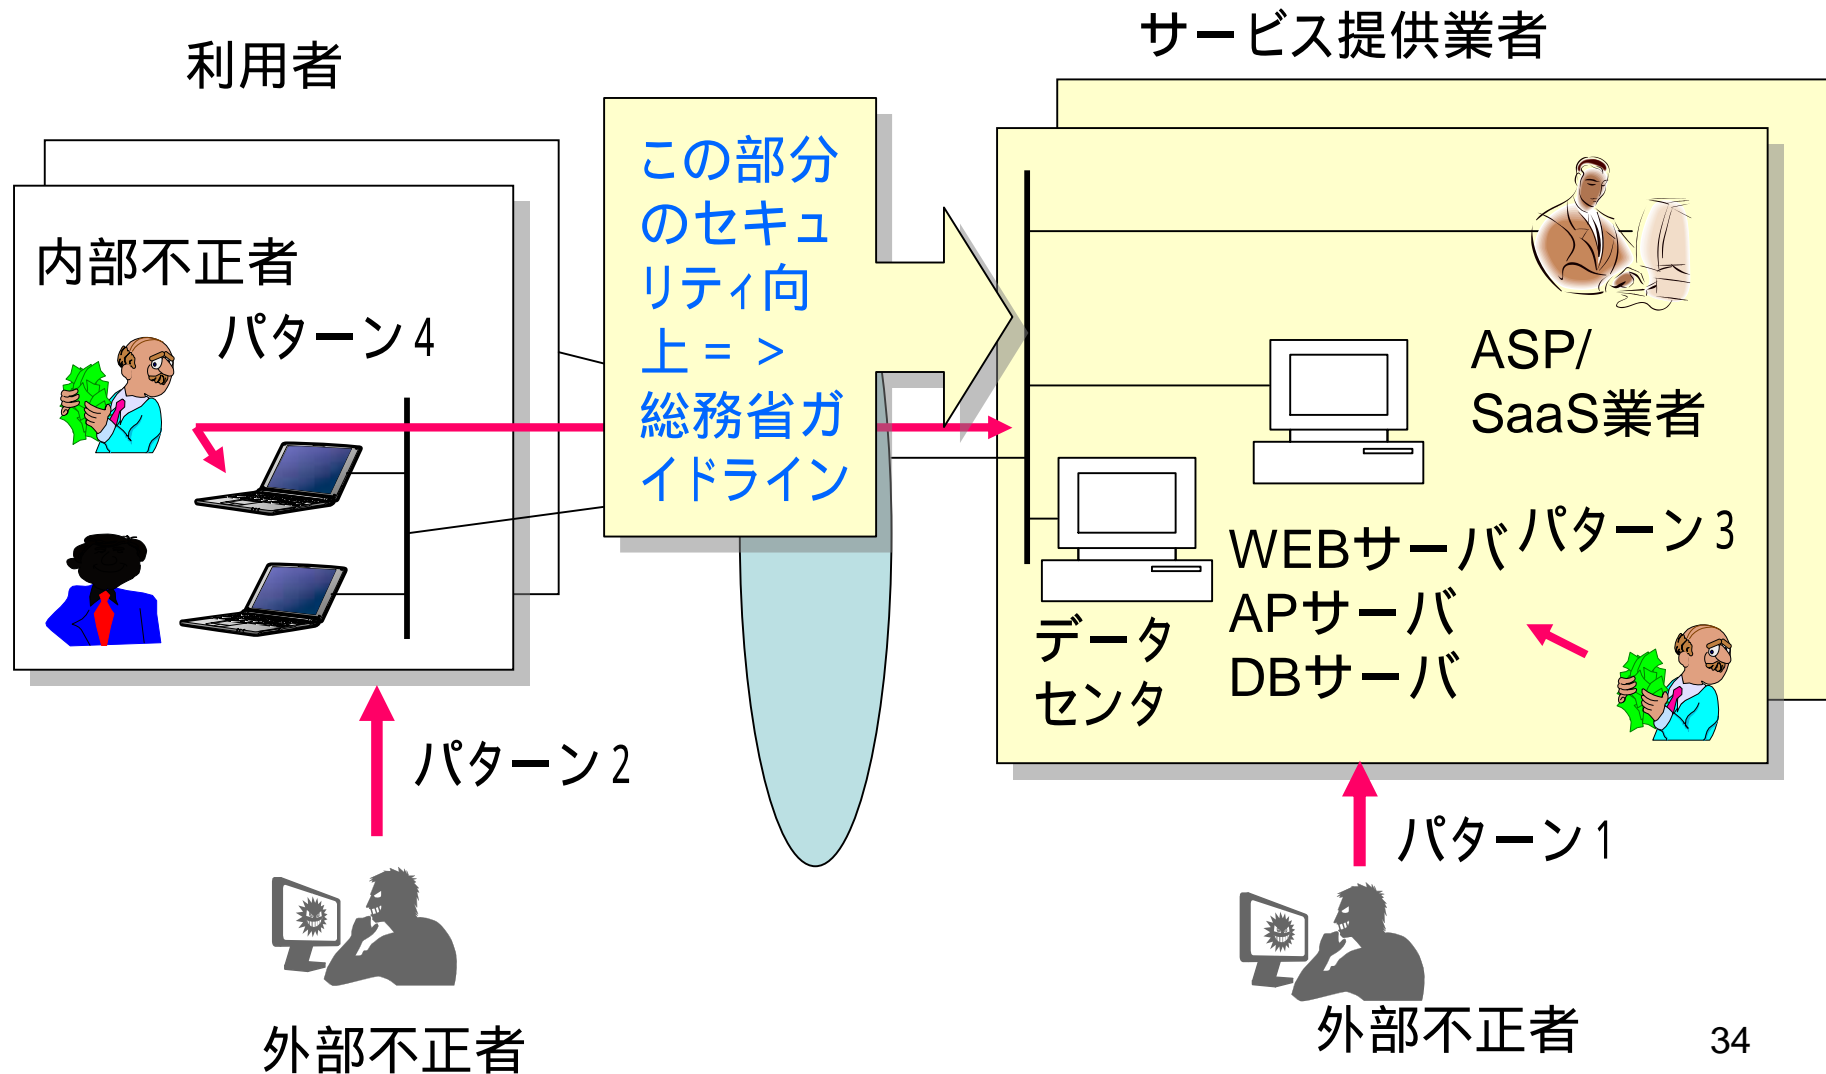 利用者
サービス提供業者
この部分
のセキュ
リティ向
上=>
総務省ガ
イドライン
内部不正者
パターン4
ASP/
SaaS業者
パターン3
WEBサーバ
APサーバ
DBサーバ
データ
センタ
パターン2
パターン1
外部不正者
外部不正者
34